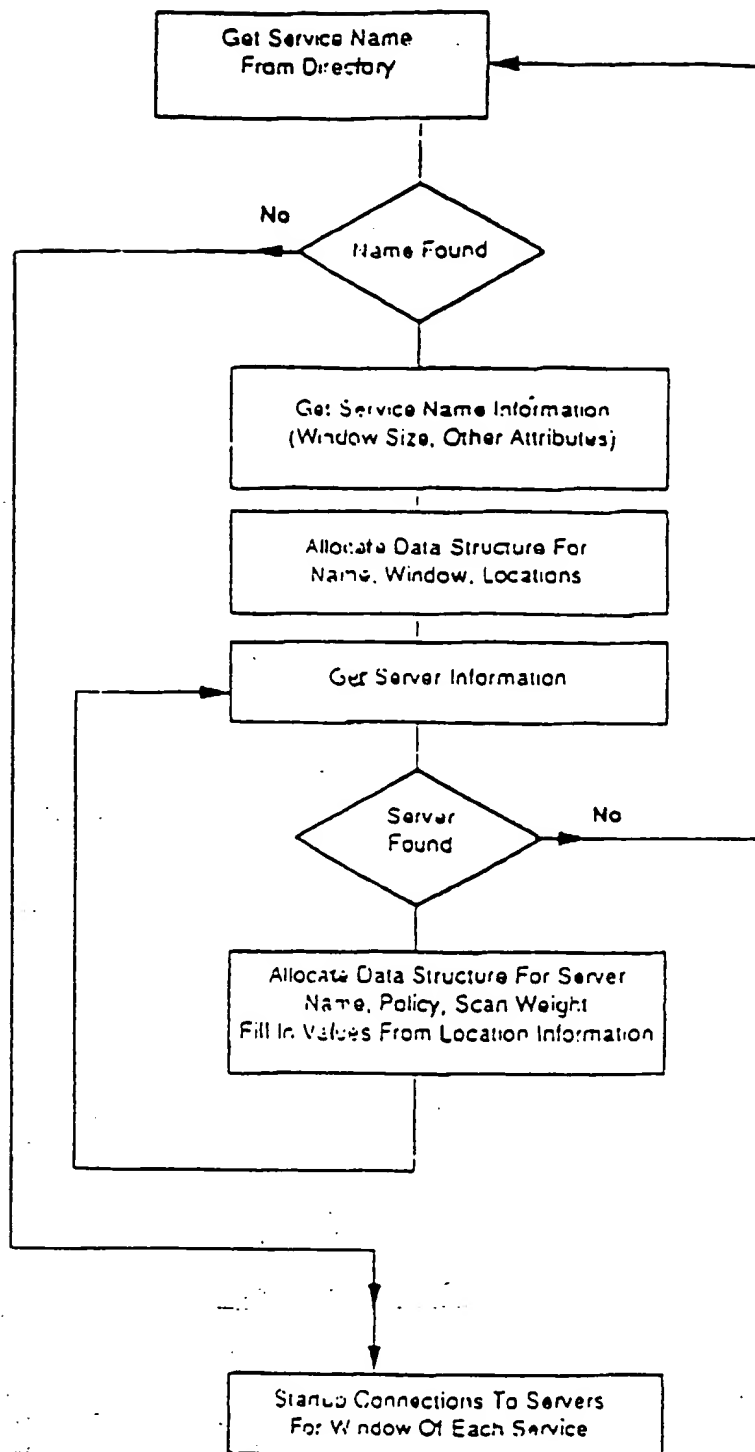 Get Service Name
From Directory
No
Name Found
Get Service Name Information
(Window Size, Other Attributes)
Allocate Data Structure For
Name, Window, Locations
Get Server Information
Server
Found
No
Allocate Data Structure For Server
Name, Policy, Scan Weight
Fill In Values From Location Information
Startup Connections To Servers
For Window Of Each Service